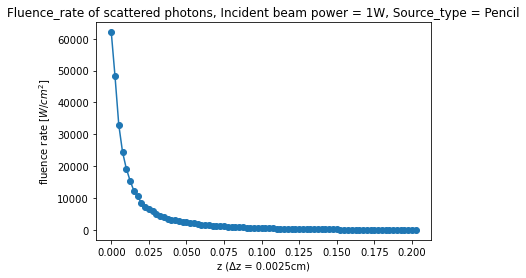 Fluence_rate of scattered photons, Incident beam power = 1W, Source_type = Pencil
60000
50000
40000
30000
20000
10000
0
fluence rate [W/cm²]
0.000 0.025 0.050 0.075 0.100 0.125 0.150 0.175 0.200
z (Δz = 0.0025cm)